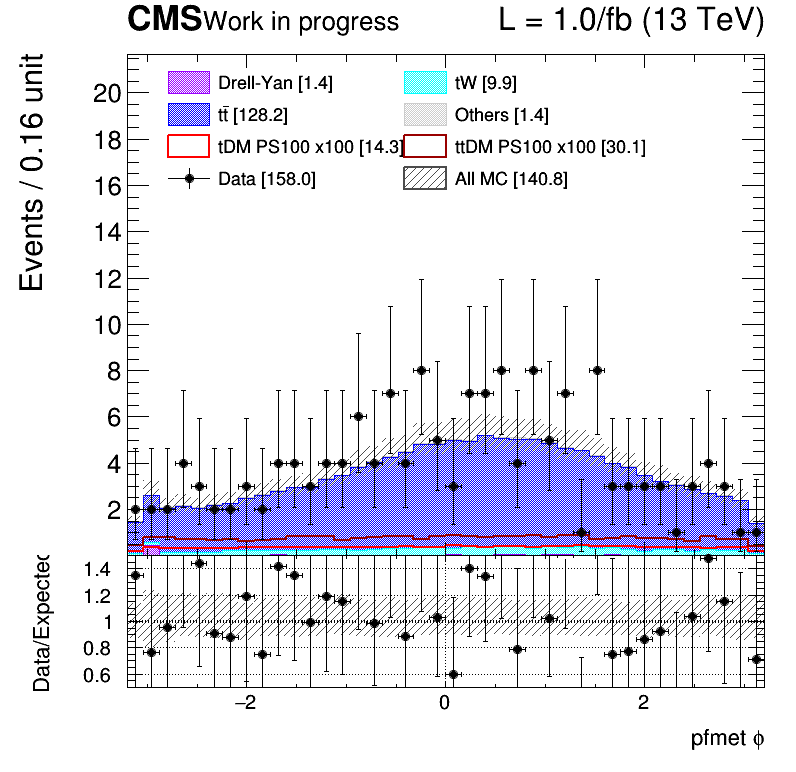 CMS Work in progress L = 1.0/fb (13 TeV)
Events / 0.16 unit
Drell-Yan [1.4] tW [9.9]
tt̄ [128.2] Others [1.4]
tDM PS100 x100 [14.3] ttDM PS100 x100 [30.1]
Data [158.0] All MC [140.8]
20
18
16
14
12
10
8
6
4
2
Data/Expected
1.4
1.2
1
0.8
0.6
−2 0 2
pfmet ϕ